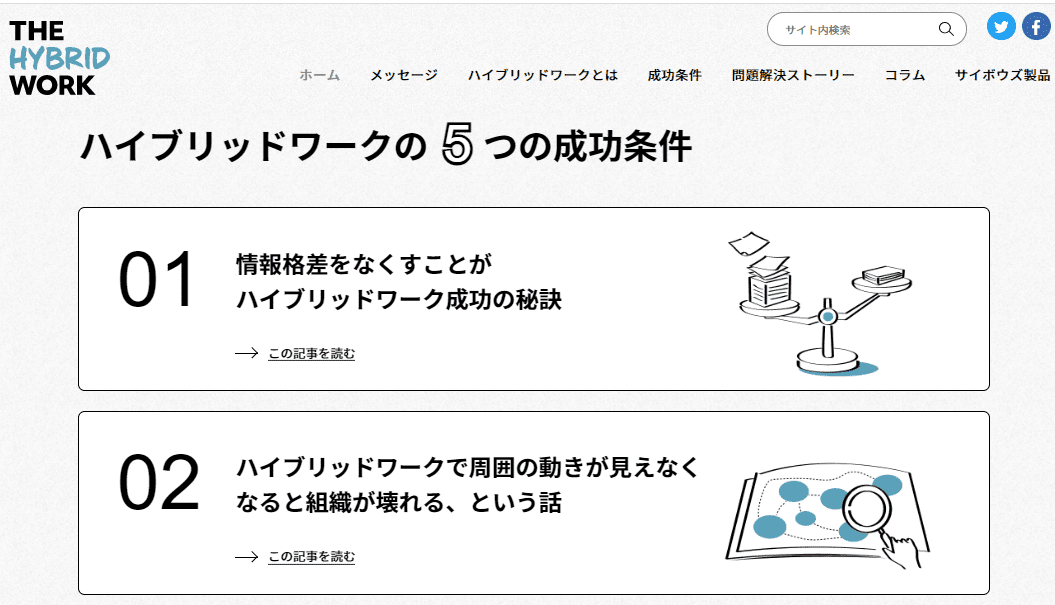 THE
HYBRID
WORK
サイト内検索
ホーム メッセージ ハイブリッドワークとは 成功条件 問題解決ストーリー コラム サイボウズ製品
ハイブリッドワークの 5 つの成功条件
01
情報格差をなくすことが
ハイブリッドワーク成功の秘訣
この記事を読む
02
ハイブリッドワークで周囲の動きが見えなく
なると組織が壊れる、という話
この記事を読む